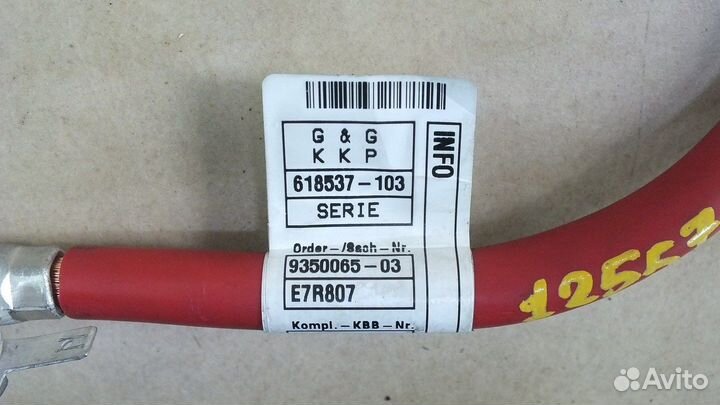 G & G
K K P
618537-103
SERIE
INFO
Order-/Sach-Nr.
9350065-03
E7R807
Kompl.-KBB-Nr.
Avito